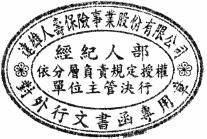 遠雄人壽保險事業股份有限公司
經紀人部
依分層負責規定授權
單位主管決行
對外行文書函專用章